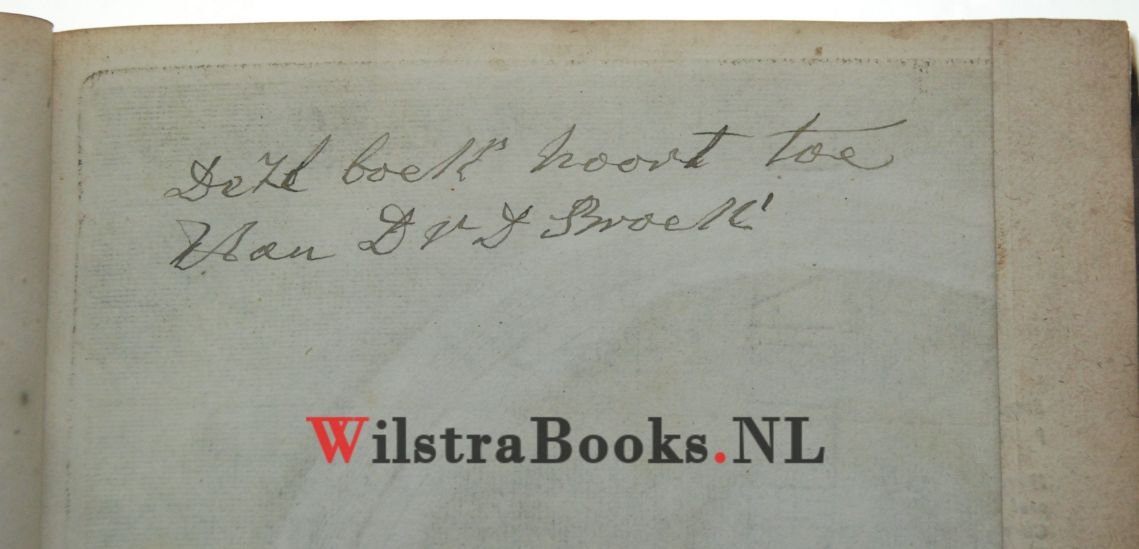 Deze boek hoort toe
Van D v D Broek
WilstraBooks.NL